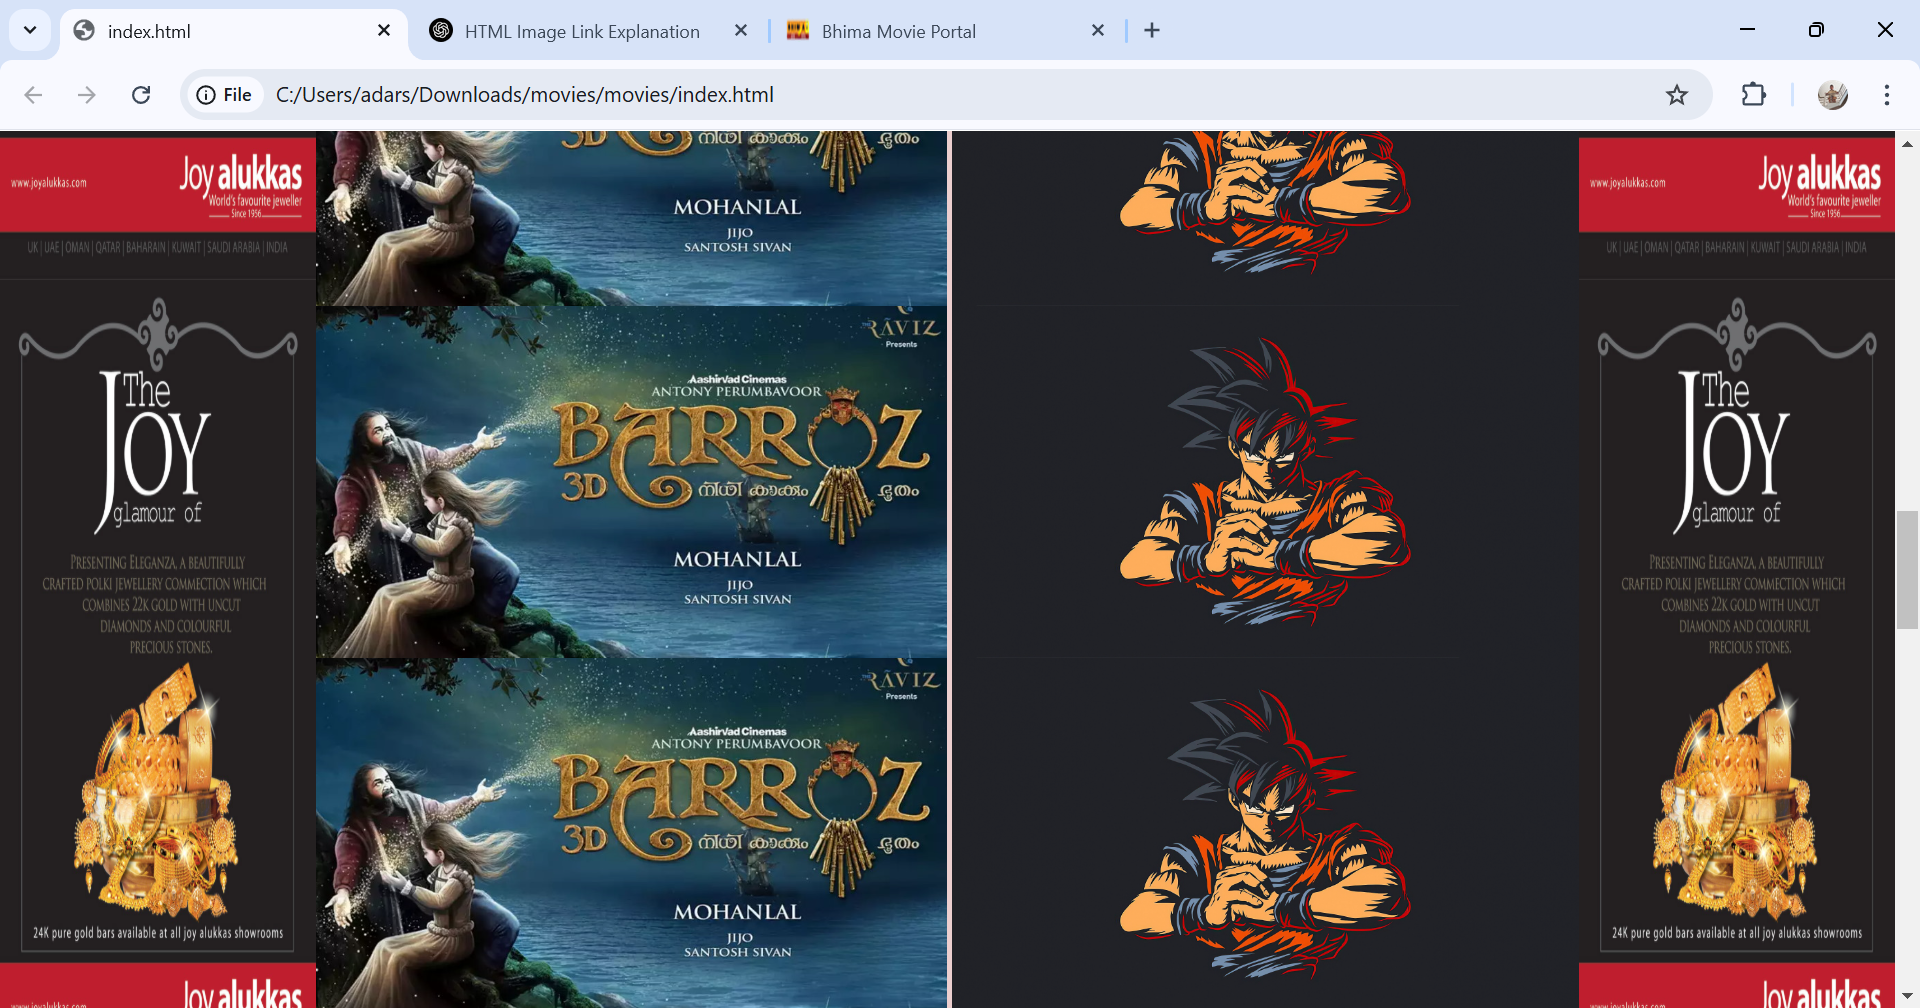 index.html
HTML Image Link Explanation
Bhima Movie Portal
File
C:/Users/adars/Downloads/movies/movies/index.html
www.joyalukkas.com
Joy alukkas
World's favourite jeweller
Since 1956
UK | UAE | OMAN | QATAR | BAHARAIN | KUWAIT | SAUDI ARABIA | INDIA
The
JOY
glamour of
PRESENTING ELEGANZA, A BEAUTIFULLY
CRAFTED POLKI JEWELLERY COMMECTION WHICH
COMBINES 22K GOLD WITH UNCUT
DIAMONDS AND COLOURFUL
PRECIOUS STONES.
24K pure gold bars available at all joy alukkas showrooms
www.joyalukkas.com
Joy alukkas
3D നിധി കാക്കും ഭൂതം
MOHANLAL
JIJO
SANTOSH SIVAN
THE RAVIZ
Presents
Aashirvad Cinemas
ANTONY PERUMBAVOOR
BARROZ
3D നിധി കാക്കും ഭൂതം
MOHANLAL
JIJO
SANTOSH SIVAN
THE RAVIZ
Presents
Aashirvad Cinemas
ANTONY PERUMBAVOOR
BARROZ
3D നിധി കാക്കും ഭൂതം
MOHANLAL
JIJO
SANTOSH SIVAN
www.joyalukkas.com
Joy alukkas
World's favourite jeweller
Since 1956
UK | UAE | OMAN | QATAR | BAHARAIN | KUWAIT | SAUDI ARABIA | INDIA
The
JOY
glamour of
PRESENTING ELEGANZA, A BEAUTIFULLY
CRAFTED POLKI JEWELLERY COMMECTION WHICH
COMBINES 22K GOLD WITH UNCUT
DIAMONDS AND COLOURFUL
PRECIOUS STONES.
24K pure gold bars available at all joy alukkas showrooms
www.joyalukkas.com
Joy alukkas